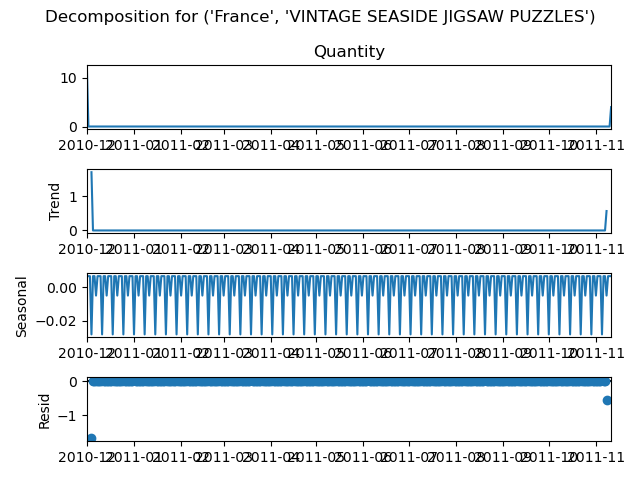 Decomposition for ('France', 'VINTAGE SEASIDE JIGSAW PUZZLES')
Quantity
10
0
2010-12 2011-01 2011-02 2011-03 2011-04 2011-05 2011-06 2011-07 2011-08 2011-09 2011-10 2011-11
Trend
1
0
2010-12 2011-01 2011-02 2011-03 2011-04 2011-05 2011-06 2011-07 2011-08 2011-09 2011-10 2011-11
Seasonal
0.00
−0.02
2010-12 2011-01 2011-02 2011-03 2011-04 2011-05 2011-06 2011-07 2011-08 2011-09 2011-10 2011-11
Resid
0
−1
2010-12 2011-01 2011-02 2011-03 2011-04 2011-05 2011-06 2011-07 2011-08 2011-09 2011-10 2011-11